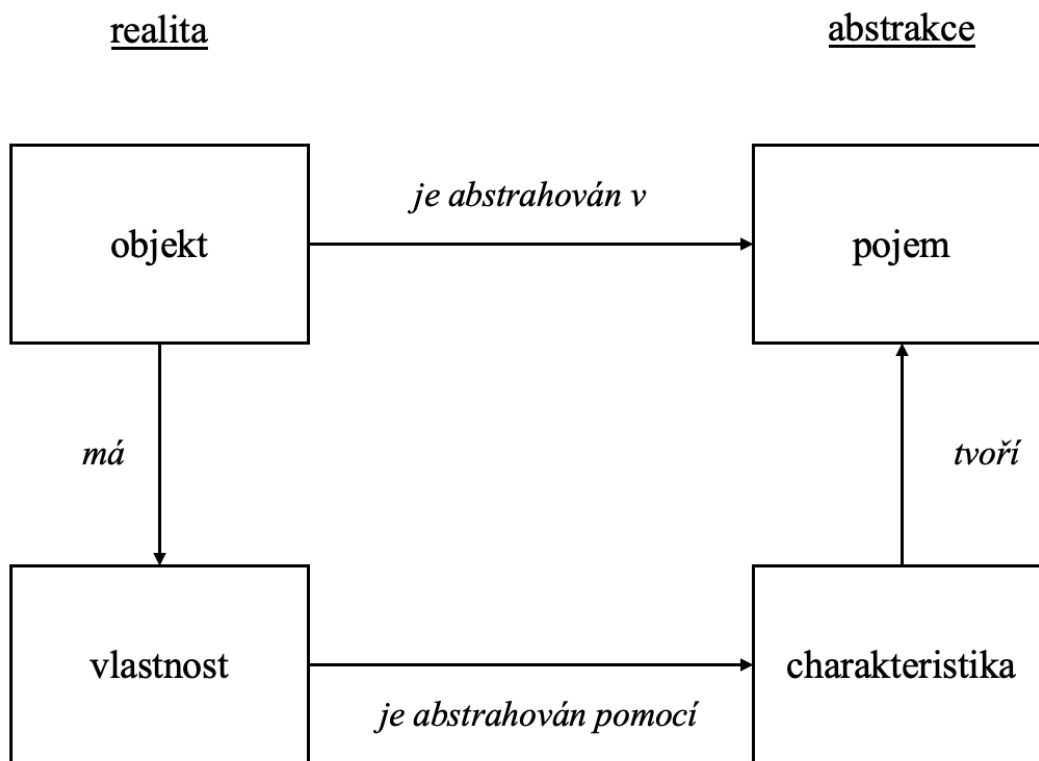 realita
abstrakce
je abstrahován v
objekt
pojem
má
tvoří
vlastnost
charakteristika
je abstrahován pomocí